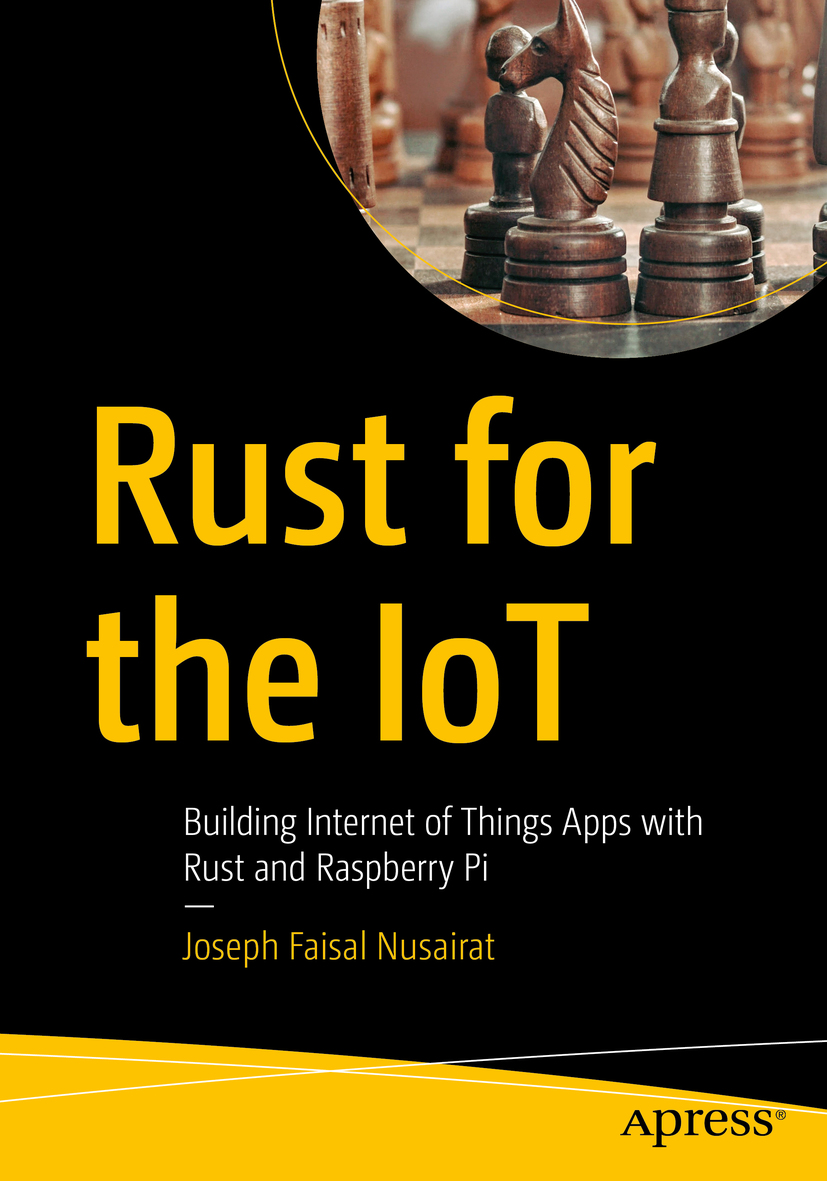 Rust for
the IoT
Building Internet of Things Apps with
Rust and Raspberry Pi
Joseph Faisal Nusairat
Apress®